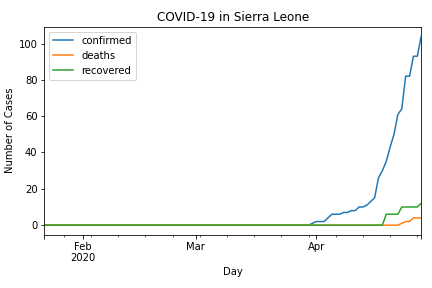 COVID-19 in Sierra Leone
confirmed
deaths
recovered
Number of Cases
100
80
60
40
20
0
Feb
2020
Mar
Apr
Day